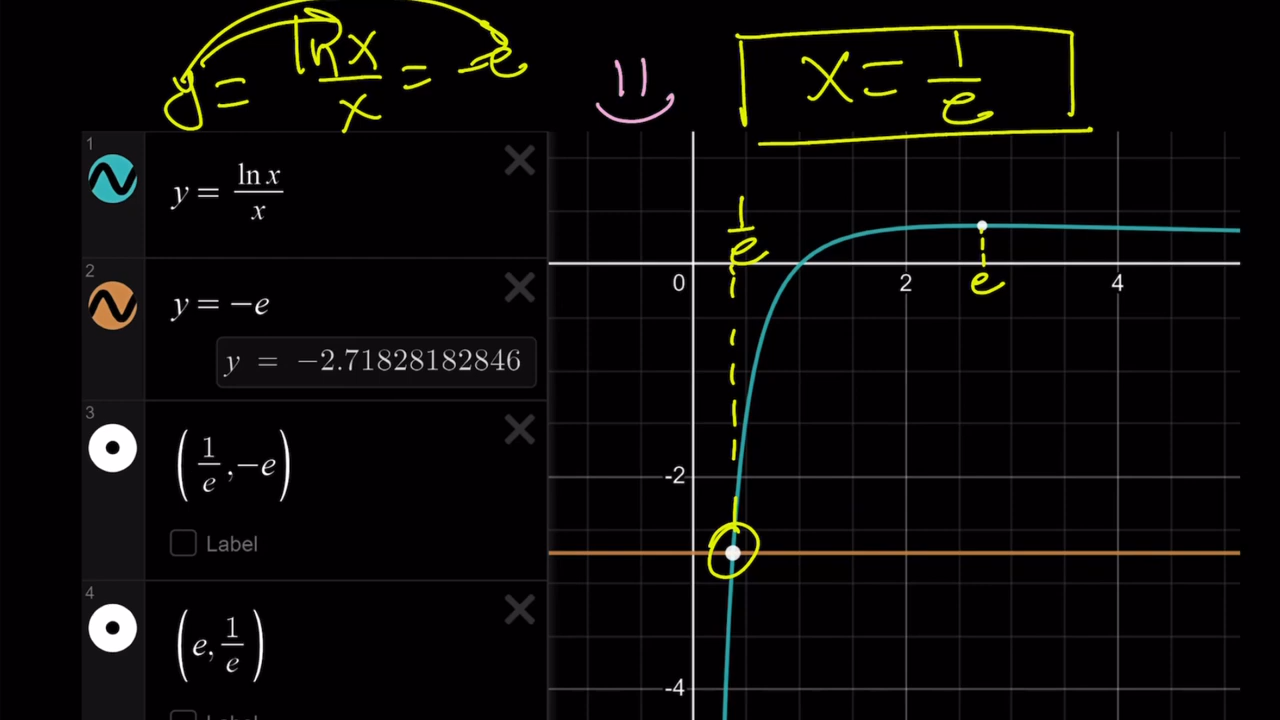 y = ln x / x = -e
x = 1/e
1
y = ln x / x
2
y = −e
y = −2.71828182846
3
(1/e, −e)
Label
4
(e, 1/e)
1/e
0
2
4
e
-2
-4